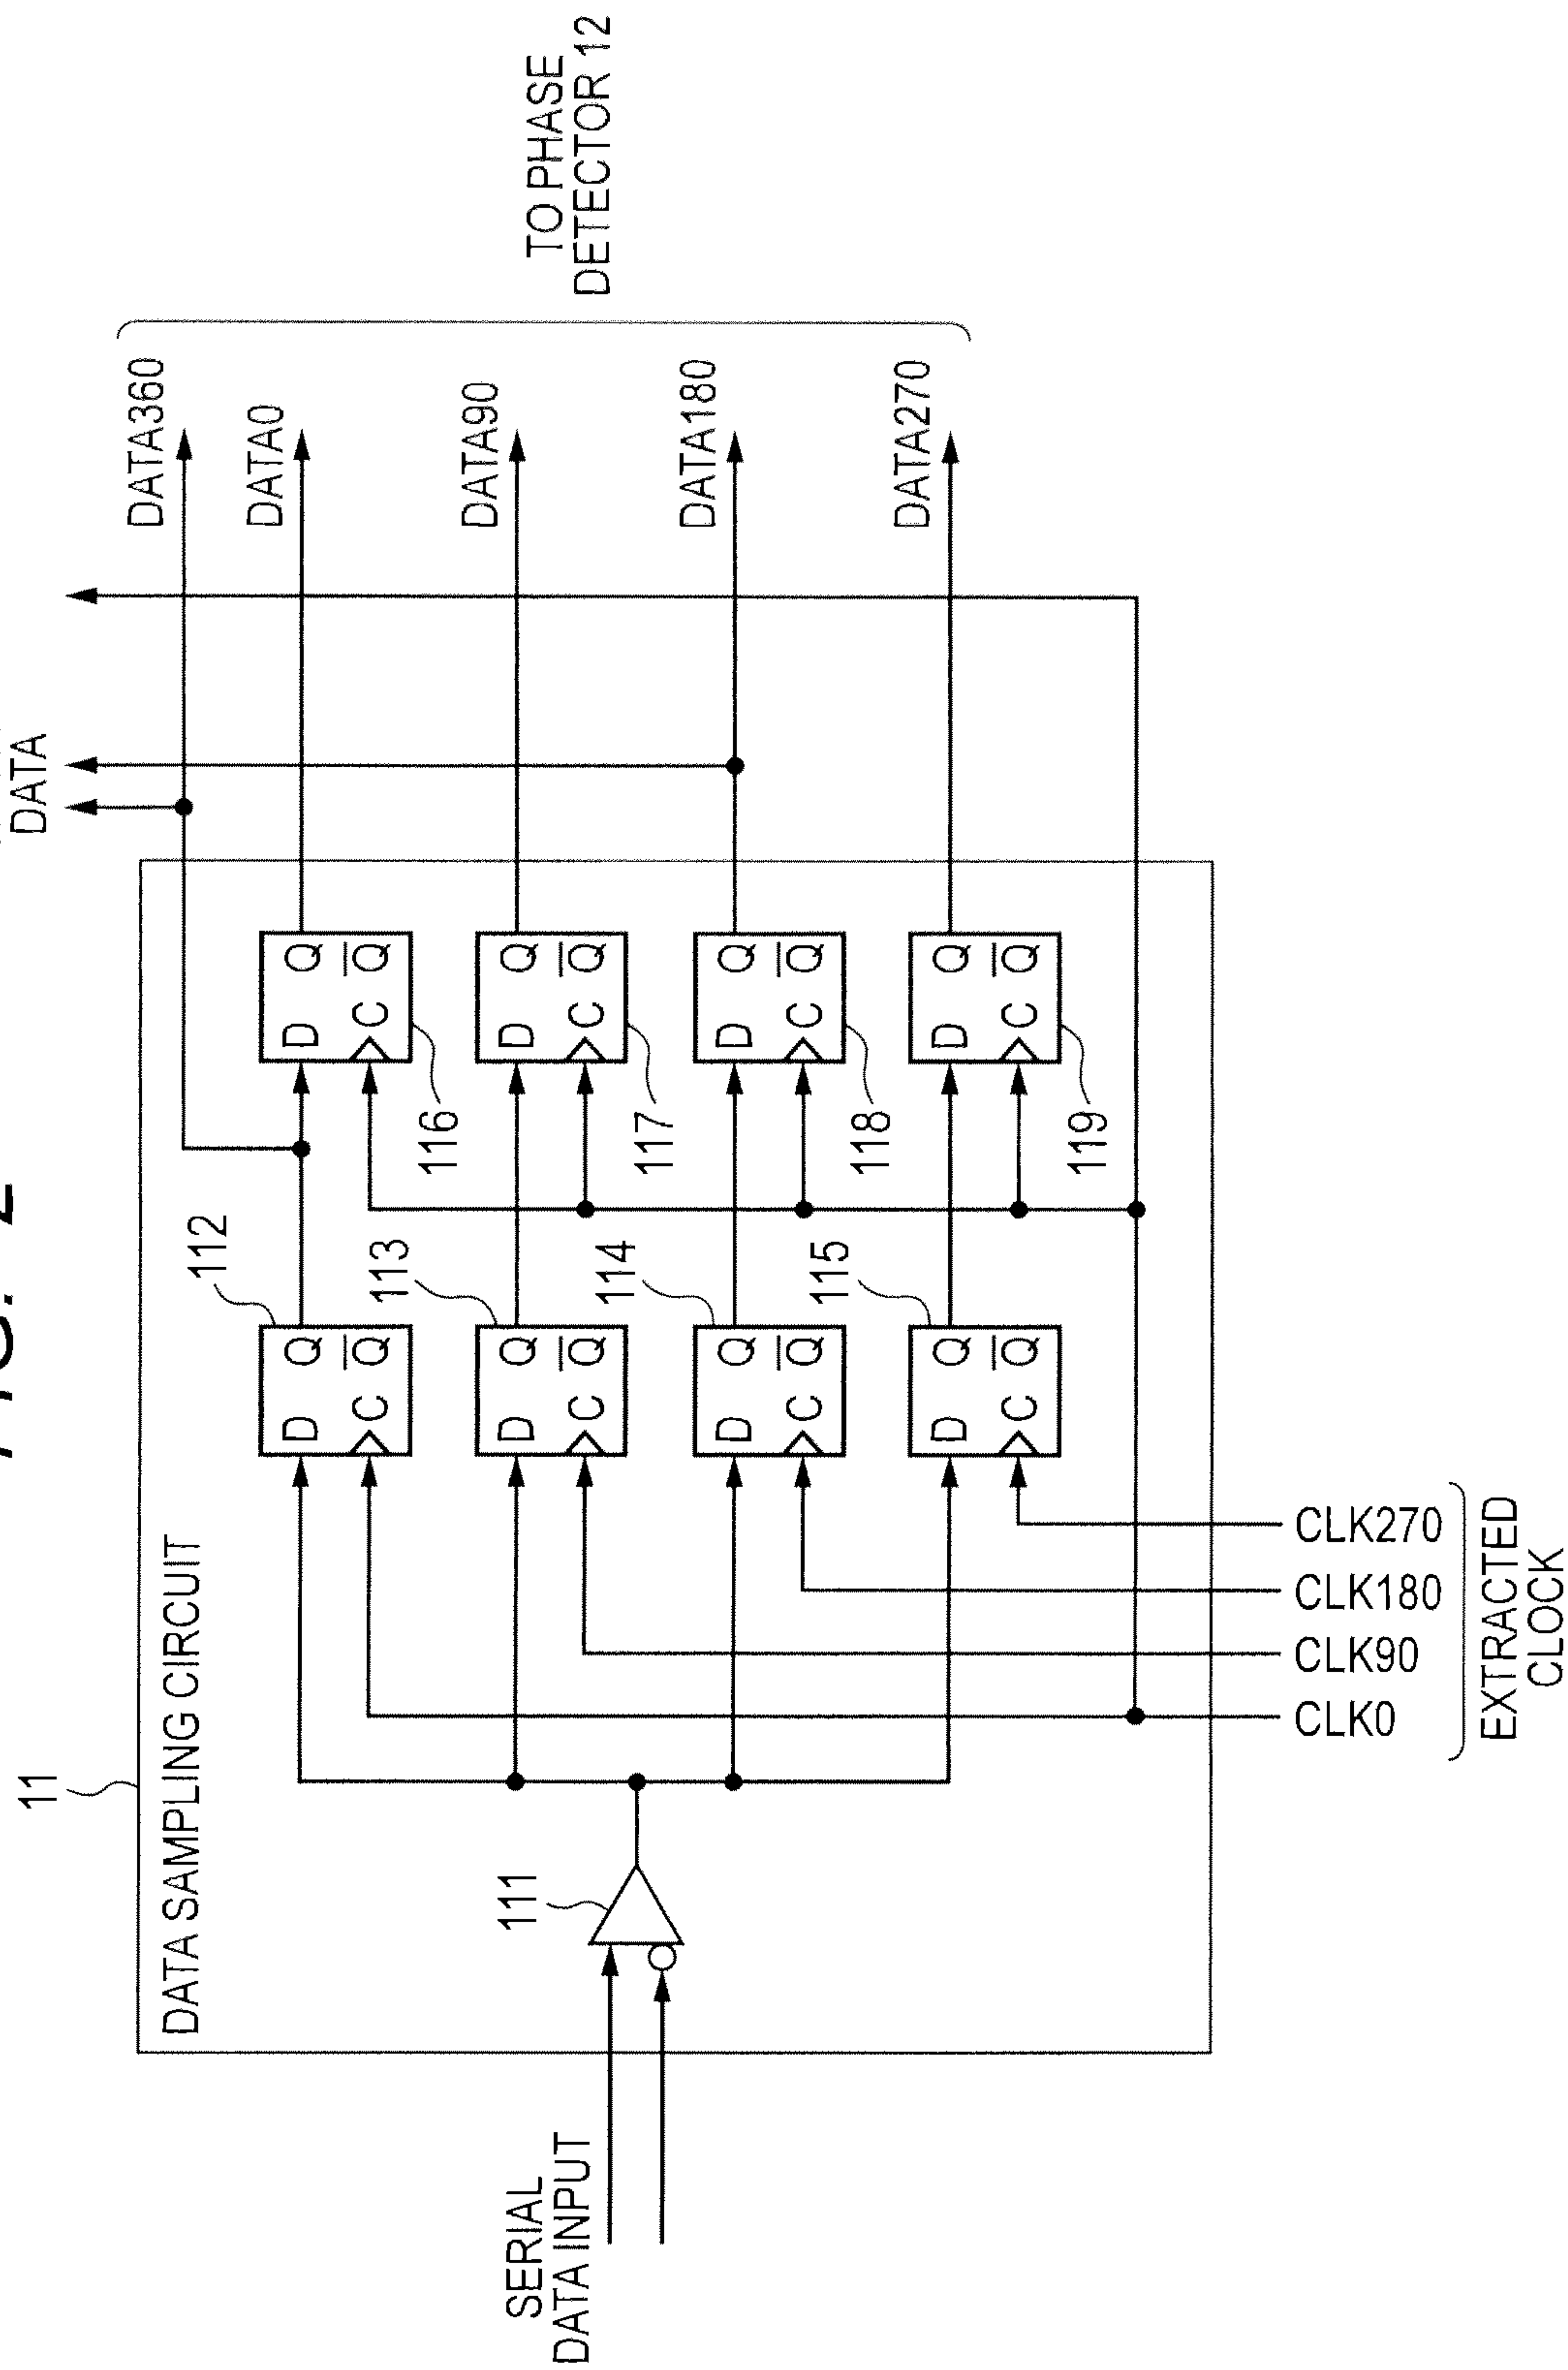 DATA
11
DATA SAMPLING CIRCUIT
SERIAL
DATA INPUT
111
112
D Q
C Q
113
D Q
C Q
114
D Q
C Q
115
D Q
C Q
116
D Q
C Q
117
D Q
C Q
118
D Q
C Q
119
D Q
C Q
DATA360
DATA0
DATA90
DATA180
DATA270
TO PHASE
DETECTOR 12
CLK0
CLK90
CLK180
CLK270
EXTRACTED
CLOCK